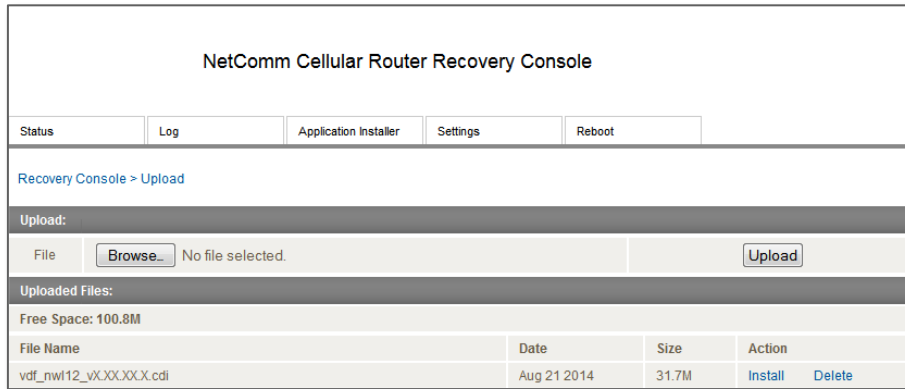 NetComm Cellular Router Recovery Console
Status Log Application Installer Settings Reboot
Recovery Console > Upload
Upload:
File Browse... No file selected. Upload
Uploaded Files:
Free Space: 100.8M
File Name Date Size Action
vdf_nwl12_vX.XX.XX.X.cdi Aug 21 2014 31.7M Install Delete